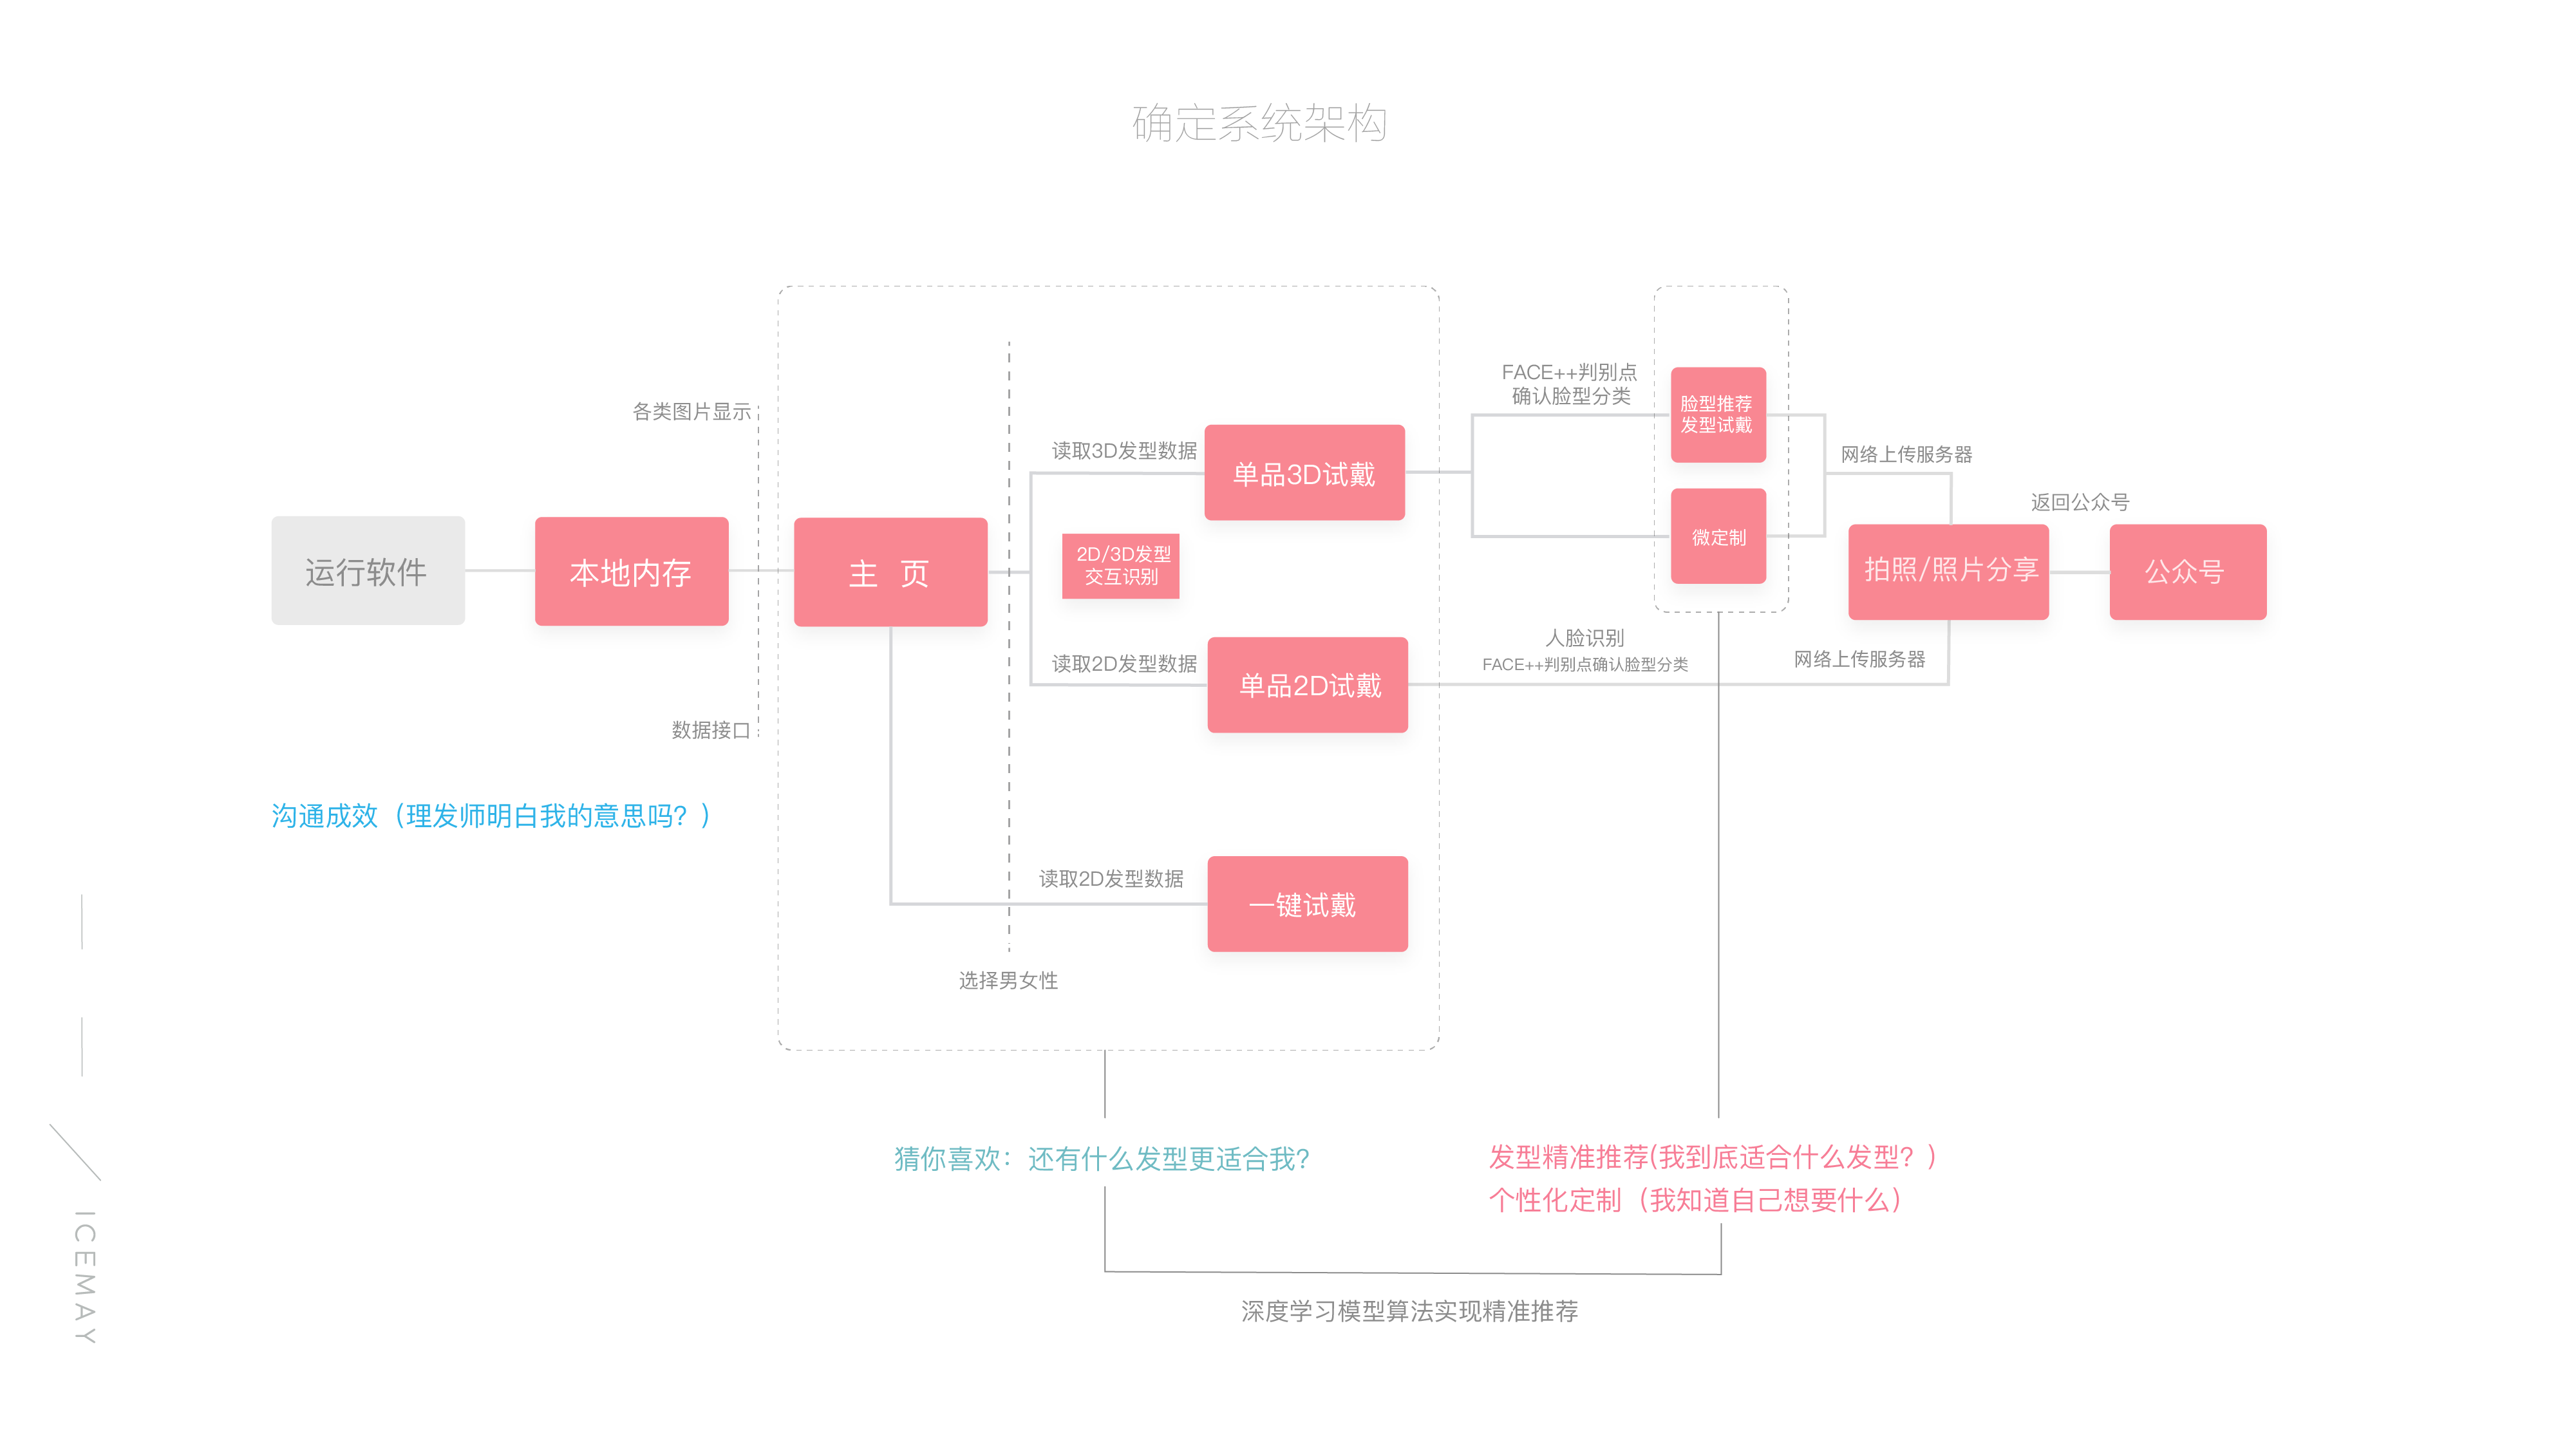 确定系统架构
FACE++判别点
确认脸型分类
各类图片显示
脸型推荐
发型试戴
读取3D发型数据
单品3D试戴
网络上传服务器
返回公众号
运行软件
本地内存
主 页
2D/3D发型
交互识别
微定制
拍照/照片分享
公众号
人脸识别
FACE++判别点确认脸型分类
网络上传服务器
读取2D发型数据
单品2D试戴
数据接口
沟通成效（理发师明白我的意思吗？）
读取2D发型数据
一键试戴
选择男女性
猜你喜欢：还有什么发型更适合我?
发型精准推荐(我到底适合什么发型？)
个性化定制（我知道自己想要什么）
深度学习模型算法实现精准推荐
ICEMAY